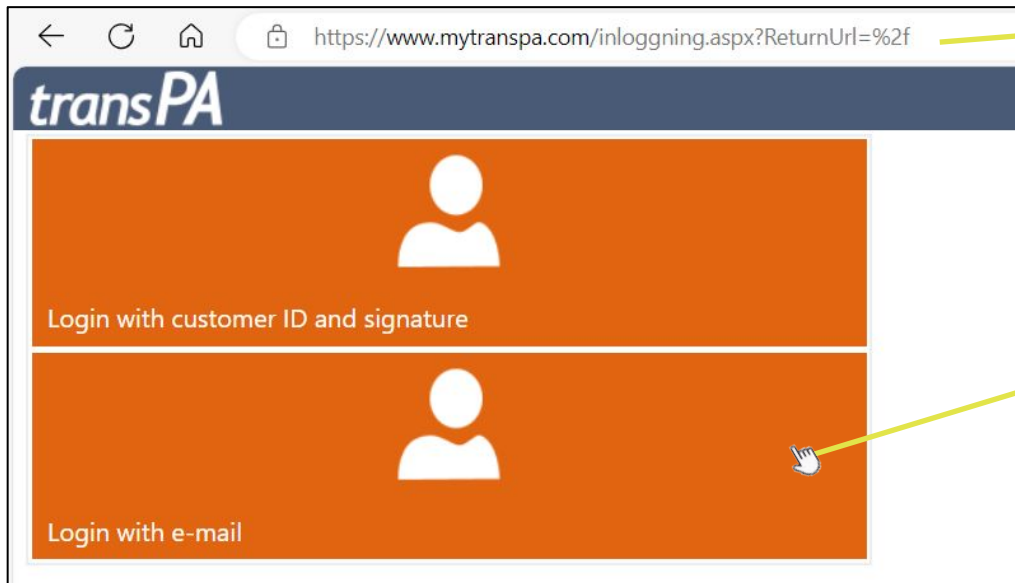 https://www.mytranspa.com/inloggning.aspx?ReturnUrl=%2f
transPA
Login with customer ID and signature
Login with e-mail